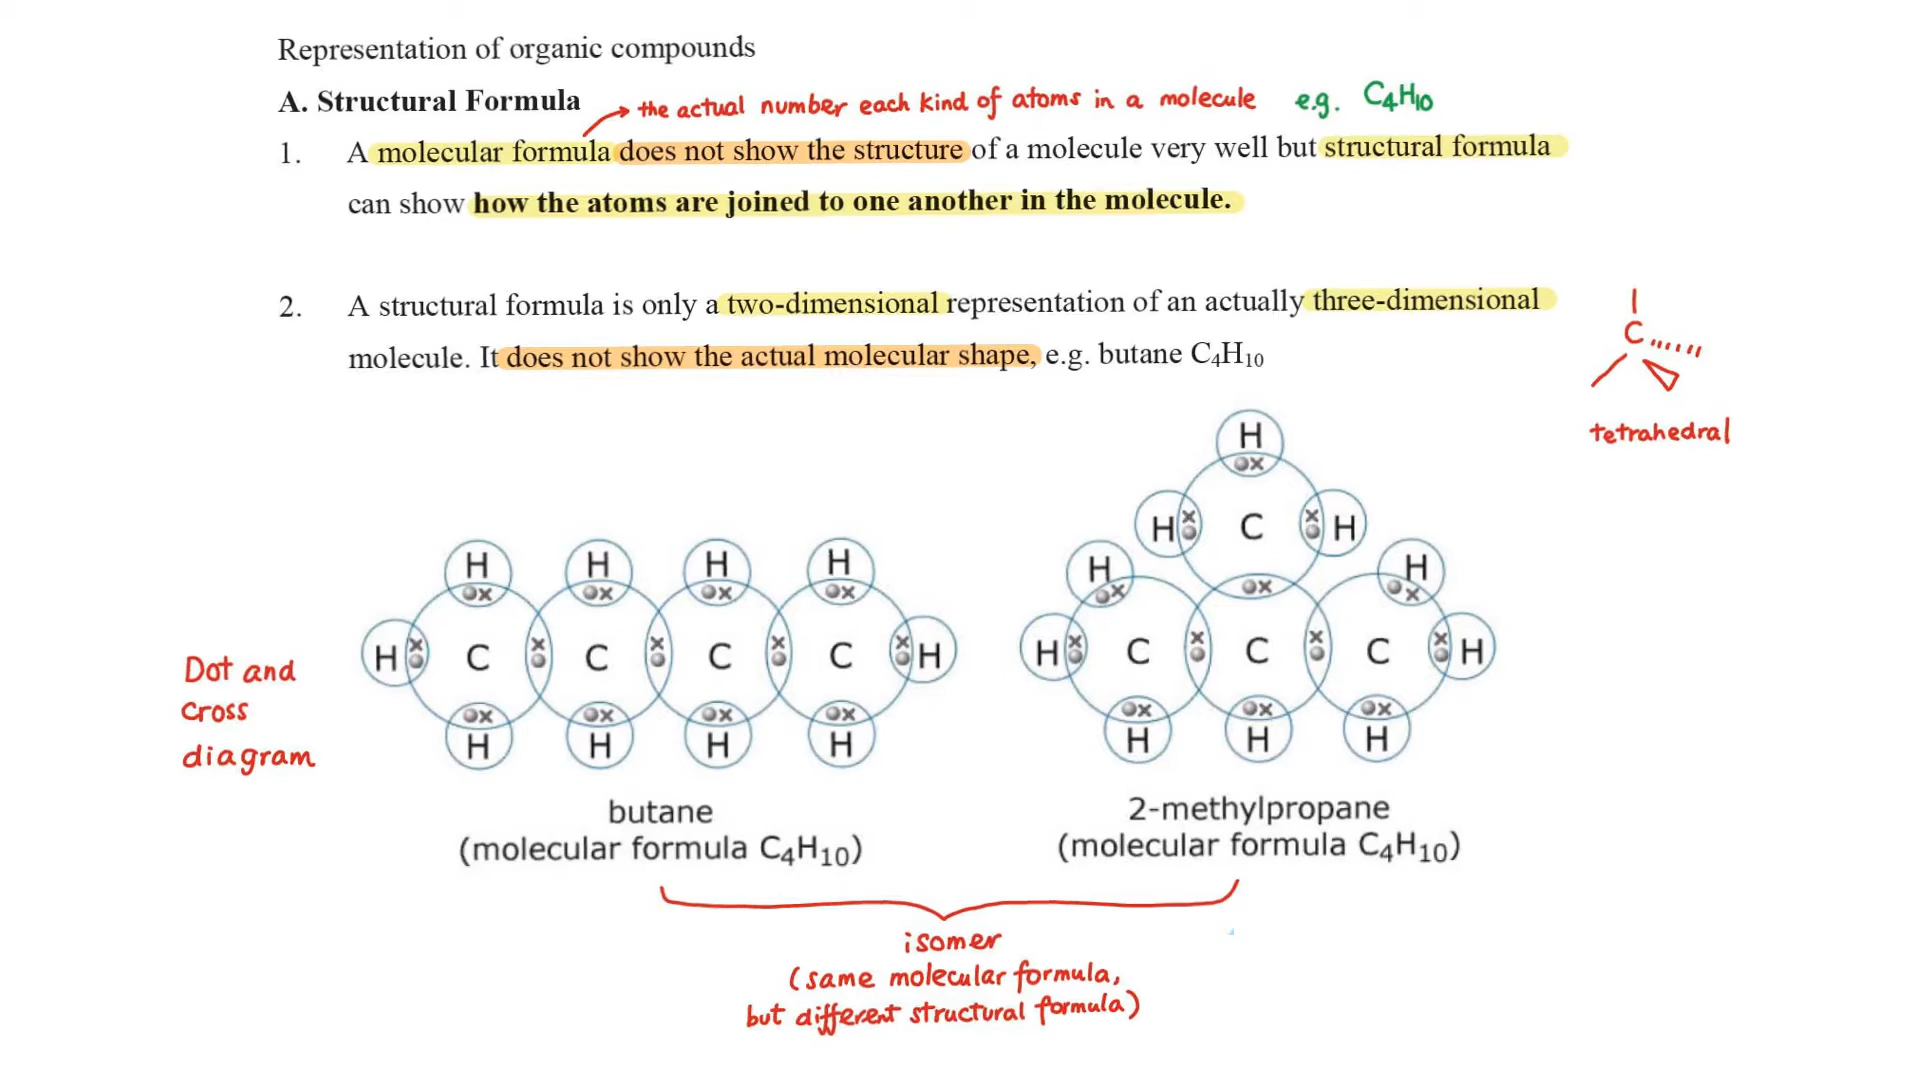 Representation of organic compounds
A. Structural Formula
the actual number each kind of atoms in a molecule e.g. C₄H₁₀
1. A molecular formula does not show the structure of a molecule very well but structural formula
can show how the atoms are joined to one another in the molecule.
2. A structural formula is only a two-dimensional representation of an actually three-dimensional
molecule. It does not show the actual molecular shape, e.g. butane C₄H₁₀
C
tetrahedral
H
H C H
H H H H H H
H C C C C H H C C C H
H H H H H H H
Dot and
cross
diagram
butane
(molecular formula C₄H₁₀)
2-methylpropane
(molecular formula C₄H₁₀)
isomer
(same molecular formula,
but different structural formula)